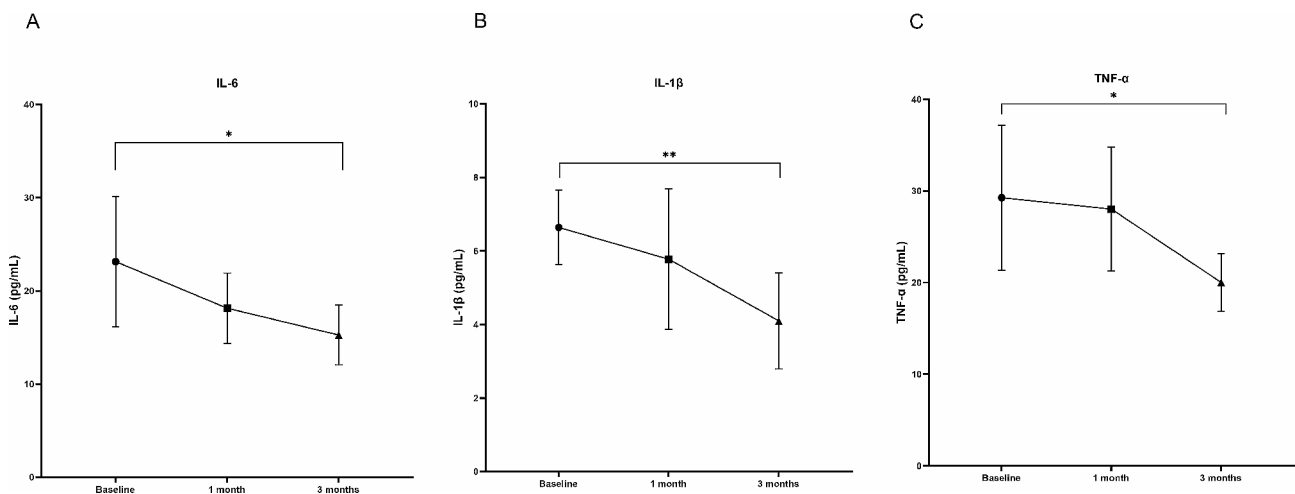 A
IL-6
40
30
20
10
0
IL-6 (pg/mL)
*
Baseline
1 month
3 months
B
IL-1β
10
8
6
4
2
0
IL-1β (pg/mL)
**
Baseline
1 month
3 months
C
TNF-α
40
30
20
10
0
TNF-α (pg/mL)
*
Baseline
1 month
3 months